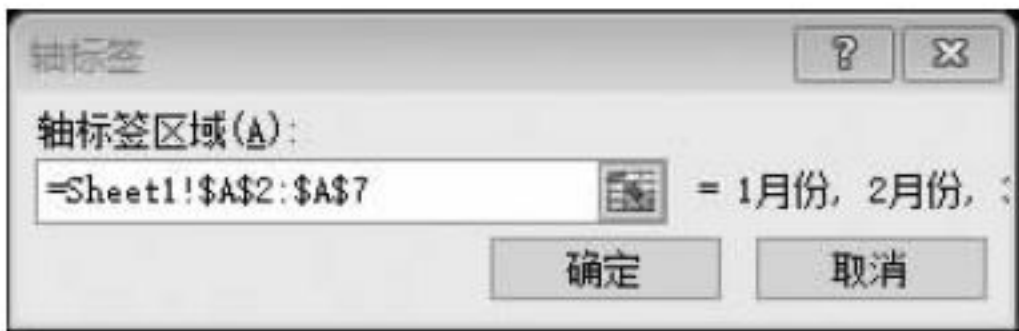 轴标签
轴标签区域(A):
=Sheet1!$A$2:$A$7 = 1月份, 2月份,
确定 取消